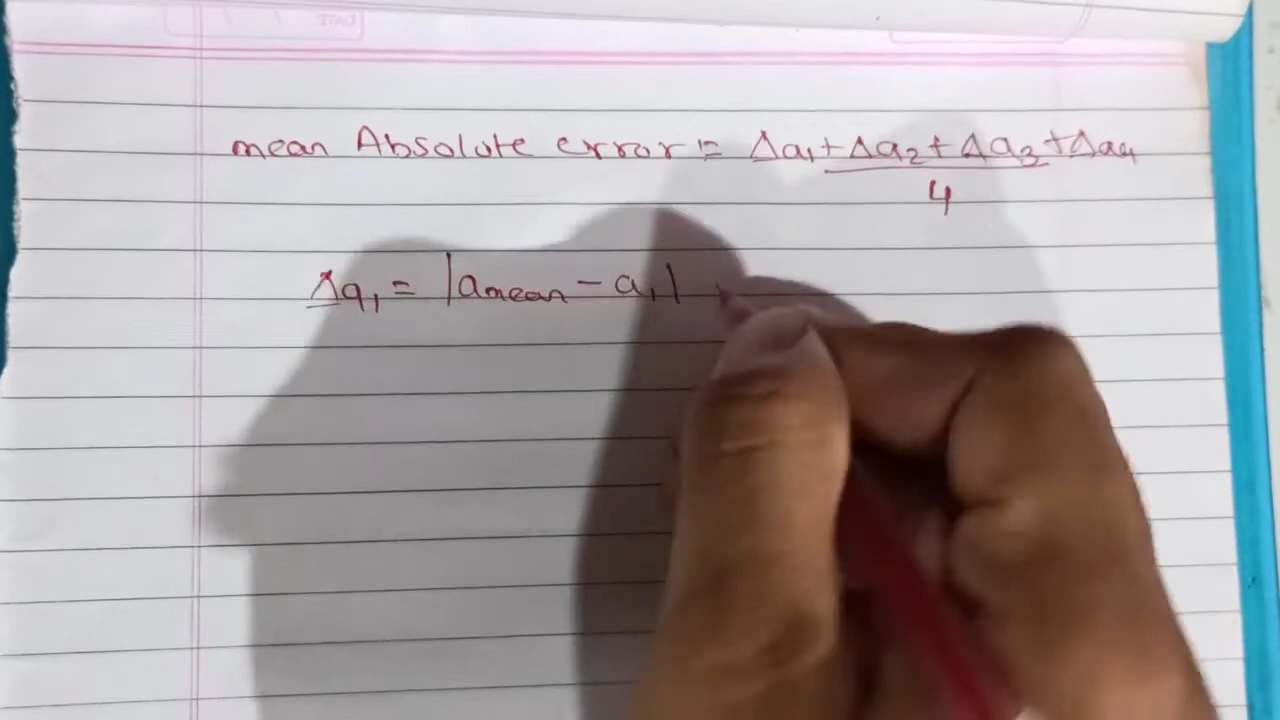 mean Absolute error = Δa₁+Δa₂+Δa₃+Δa₄
4
Δa₁ = |amean - a₁|